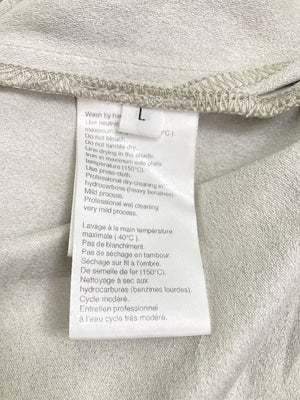 L
Wash by han
Use neutral
maximum
Do not bleach.
Do not tumble dry.
Line drying in the shade.
Iron at maximum sole plate
temperature (150°C).
Use press-cloth.
Professional dry-cleaning in:
hydrocarbons (heavy benzines)
Mild process.
Professional wet cleaning
very mild process.
Lavage à la main température
maximale ( 40°C ).
Pas de blanchiment.
Pas de séchage en tambour.
Séchage sur fil à l'ombre.
De semelle de fer (150°C).
Nettoyage à sec aux
hydrocarbures (benzines lourdes).
Cycle modéré.
Entretien professionnel
à l'eau cycle très modéré.